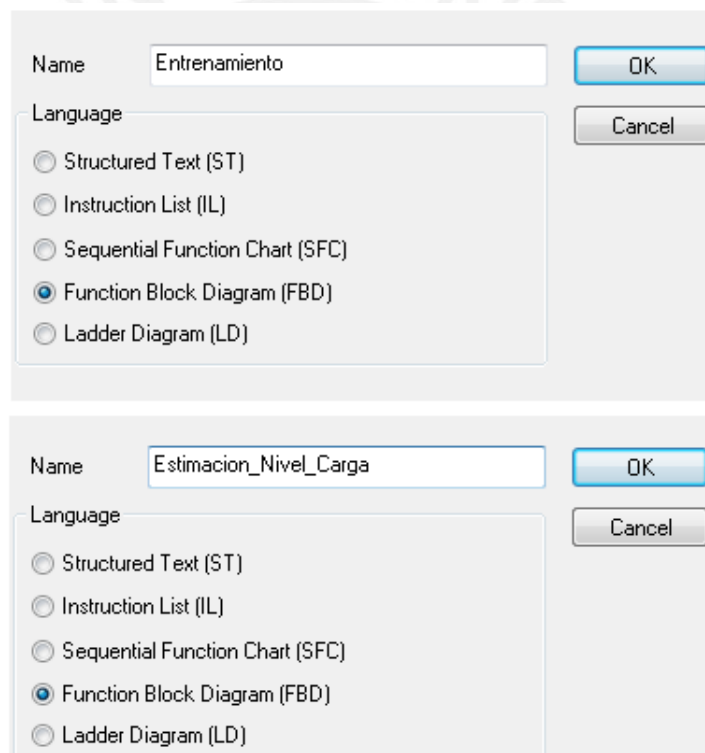 Name Entrenamiento OK
Language Cancel
Structured Text (ST)
Instruction List (IL)
Sequential Function Chart (SFC)
Function Block Diagram (FBD)
Ladder Diagram (LD)
Name Estimacion_Nivel_Carga OK
Language Cancel
Structured Text (ST)
Instruction List (IL)
Sequential Function Chart (SFC)
Function Block Diagram (FBD)
Ladder Diagram (LD)